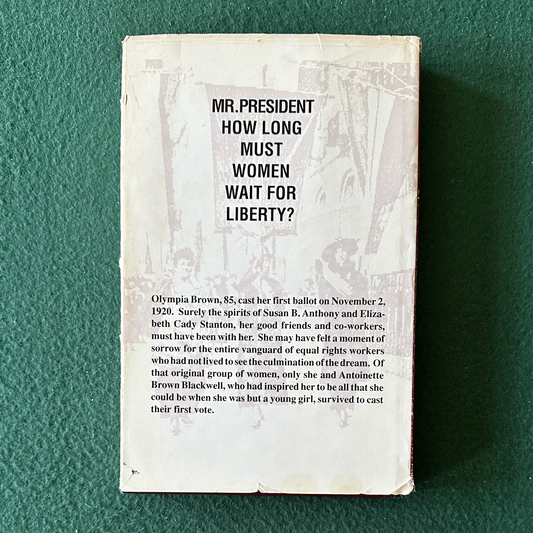 MR. PRESIDENT
HOW LONG
MUST
WOMEN
WAIT FOR
LIBERTY?
Olympia Brown, 85, cast her first ballot on November 2,
1920. Surely the spirits of Susan B. Anthony and Eliza-
beth Cady Stanton, her good friends and co-workers,
must have been with her. She may have felt a moment of
sorrow for the entire vanguard of equal rights workers
who had not lived to see the culmination of the dream. Of
that original group of women, only she and Antoinette
Brown Blackwell, who had inspired her to be all that she
could be when she was but a young girl, survived to cast
their first vote.